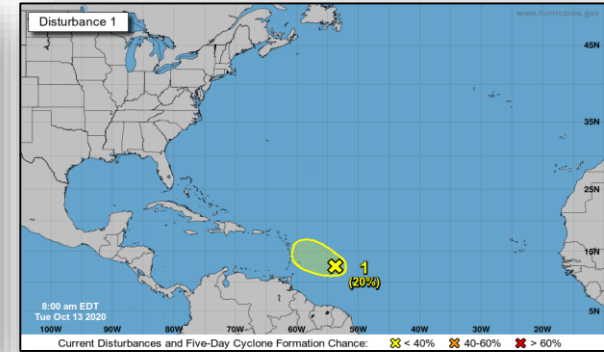 Disturbance 1
www.hurricanes.gov
45N
35N
25N
15N
1
(20%)
5N
8:00 am EDT
Tue Oct 13 2020
100W 90W 80W 70W 60W 50W 40W 30W 20W
Current Disturbances and Five-Day Cyclone Formation Chance: < 40% 40-60% > 60%